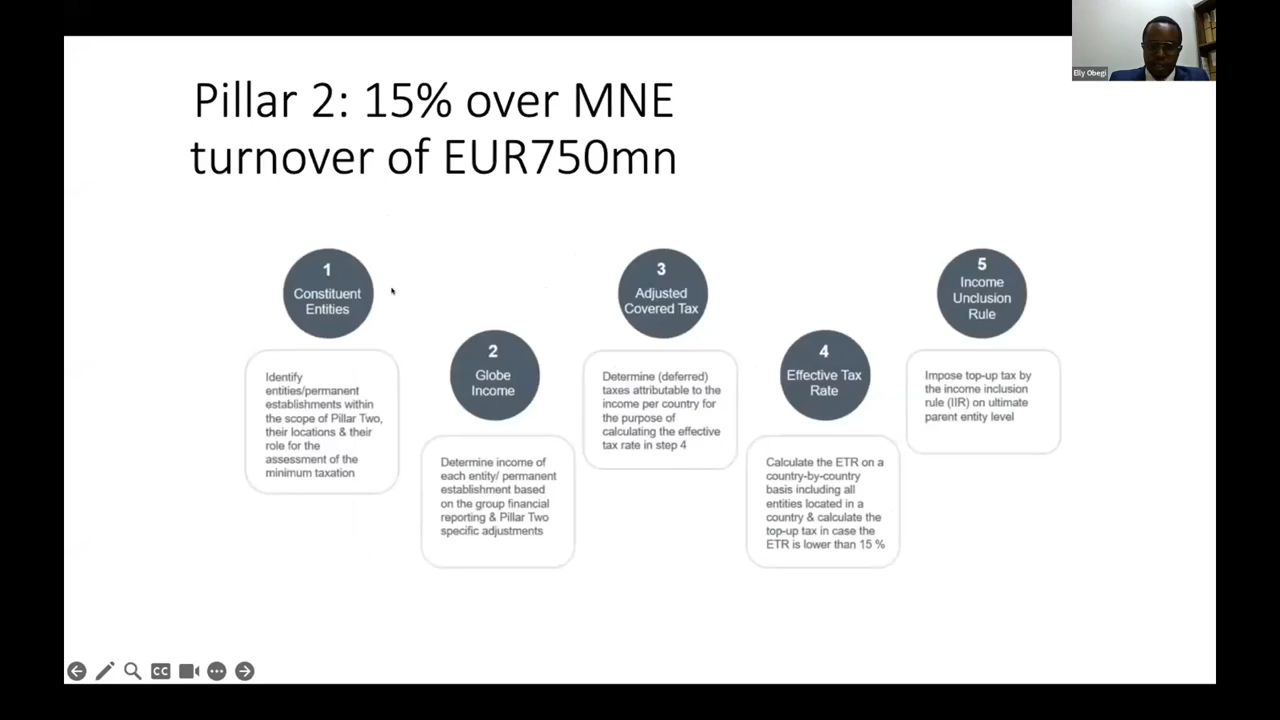 Elly Obegi
Pillar 2: 15% over MNE
turnover of EUR750mn
1
Constituent
Entities
Identify
entities/permanent
establishments within
the scope of Pillar Two,
their locations & their
role for the
assessment of the
minimum taxation
2
Globe
Income
Determine income of
each entity/ permanent
establishment based
on the group financial
reporting & Pillar Two
specific adjustments
3
Adjusted
Covered Tax
Determine (deferred)
taxes attributable to the
income per country for
the purpose of
calculating the effective
tax rate in step 4
4
Effective Tax
Rate
Calculate the ETR on a
country-by-country
basis including all
entities located in a
country & calculate the
top-up tax in case the
ETR is lower than 15 %
5
Income
Unclusion
Rule
Impose top-up tax by
the income inclusion
rule (IIR) on ultimate
parent entity level
CC